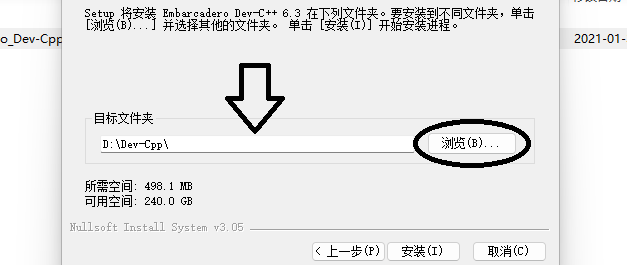 Setup 将安装 Embarcadero Dev-C++ 6.3 在下列文件夹。要安装到不同文件夹，单击
[浏览(B)...] 并选择其他的文件夹。 单击 [安装(I)] 开始安装进程。
o_Dev-Cpp
2021-01-
目标文件夹
D:\Dev-Cpp\
浏览(B)...
所需空间: 498.1 MB
可用空间: 240.0 GB
Nullsoft Install System v3.05
< 上一步(P)
安装(I)
取消(C)